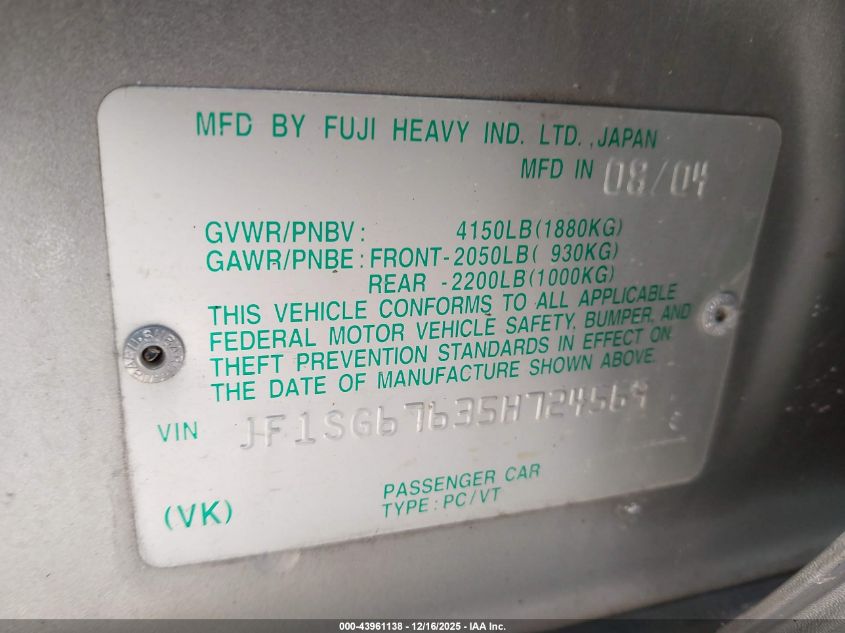 MFD BY FUJI HEAVY IND. LTD., JAPAN
MFD IN 08/04
GVWR/PNBV: 4150LB(1880KG)
GAWR/PNBE: FRONT-2050LB( 930KG)
REAR -2200LB(1000KG)
THIS VEHICLE CONFORMS TO ALL APPLICABLE
FEDERAL MOTOR VEHICLE SAFETY, BUMPER, AND
THEFT PREVENTION STANDARDS IN EFFECT ON
THE DATE OF MANUFACTURE SHOWN ABOVE.
VIN JF1SG67635H724569
PASSENGER CAR
(VK) TYPE: PC/VT
000-43961138 - 12/16/2025 - IAA Inc.